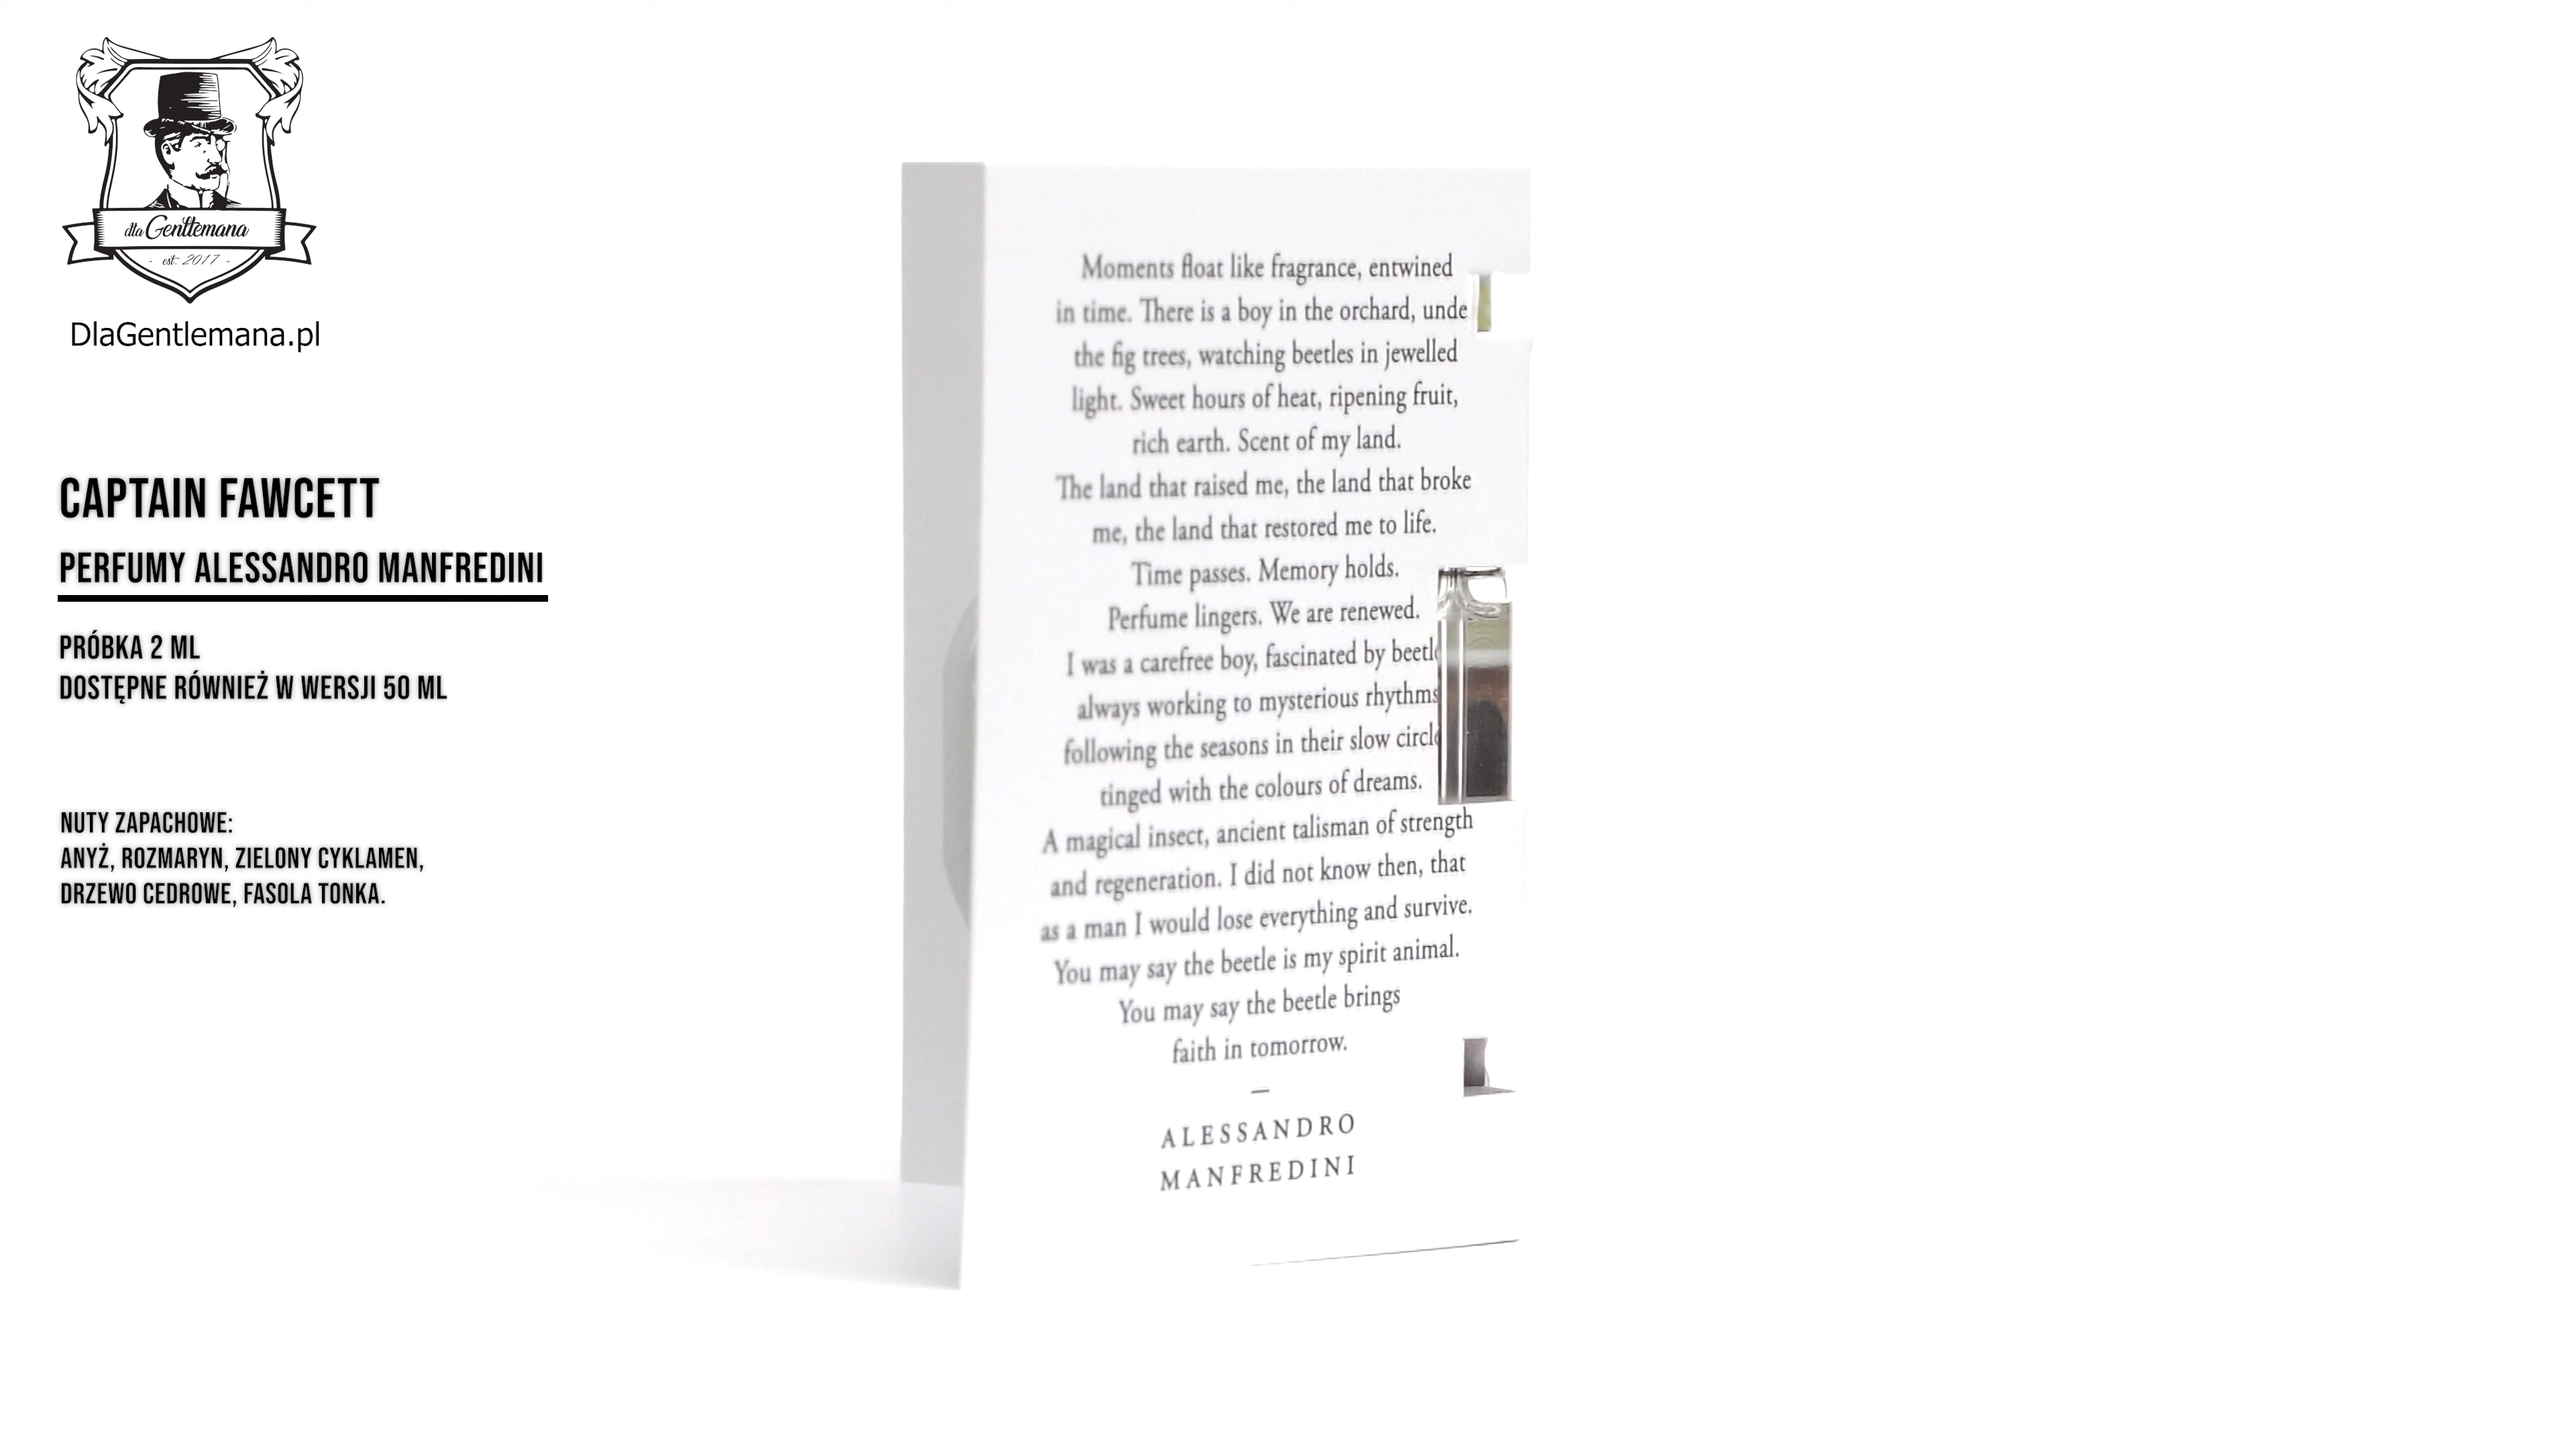 dla Gentlemana
- est. 2017 -
DlaGentlemana.pl
CAPTAIN FAWCETT
PERFUMY ALESSANDRO MANFREDINI
PRÓBKA 2 ML
DOSTĘPNE RÓWNIEŻ W WERSJI 50 ML
NUTY ZAPACHOWE:
ANYŻ, ROZMARYN, ZIELONY CYKLAMEN,
DRZEWO CEDROWE, FASOLA TONKA.
Moments float like fragrance, entwined
in time. There is a boy in the orchard, unde
the fig trees, watching beetles in jewelled
light. Sweet hours of heat, ripening fruit,
rich earth. Scent of my land.
The land that raised me, the land that broke
me, the land that restored me to life.
Time passes. Memory holds.
Perfume lingers. We are renewed.
I was a carefree boy, fascinated by beetl
always working to mysterious rhythms
following the seasons in their slow circl
tinged with the colours of dreams.
A magical insect, ancient talisman of strength
and regeneration. I did not know then, that
as a man I would lose everything and survive.
You may say the beetle is my spirit animal.
You may say the beetle brings
faith in tomorrow.
—
ALESSANDRO
MANFREDINI